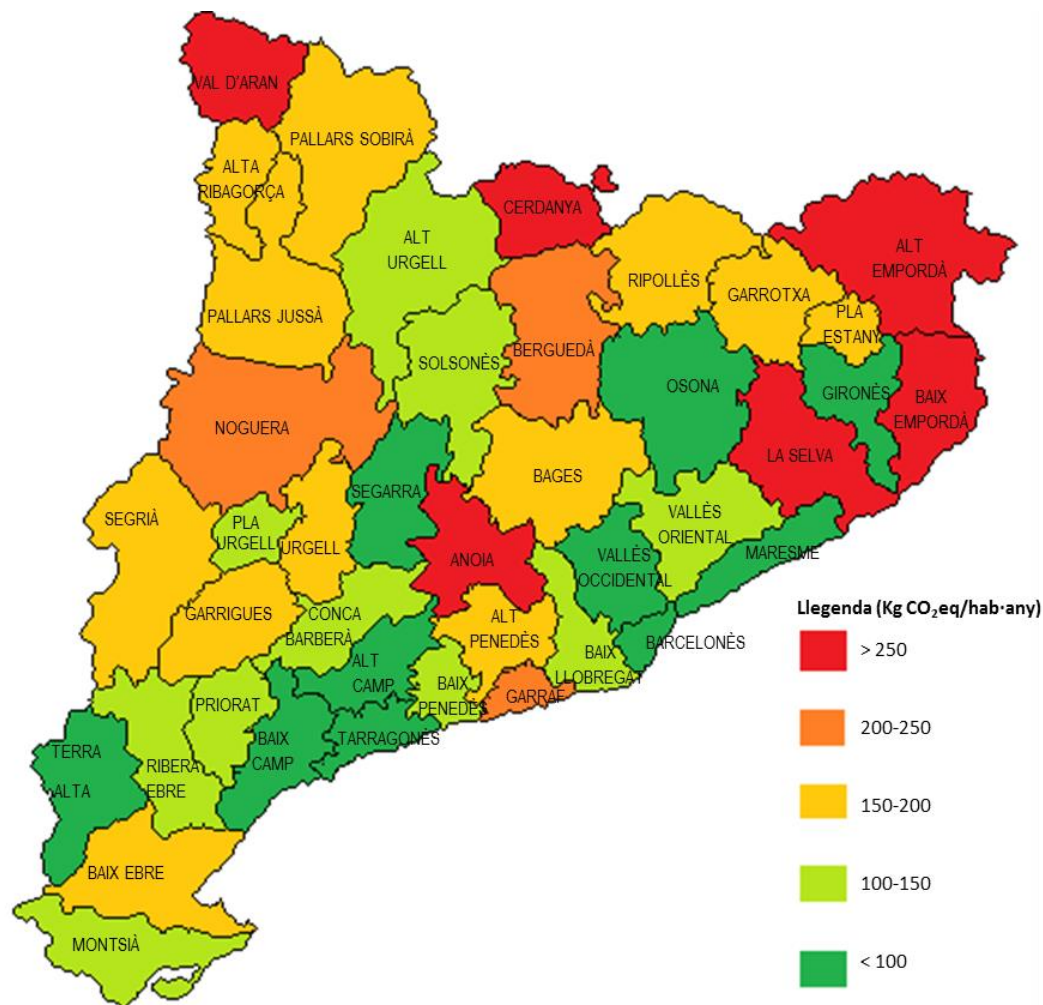 VAL D'ARAN
PALLARS SOBIRÀ
ALTA
RIBAGORÇA
CERDANYA
ALT
URGELL
ALT
EMPORDÀ
RIPOLLÈS
GARROTXA
PLA
ESTANY
PALLARS JUSSÀ
SOLSONÈS
BERGUEDÀ
OSONA
GIRONÈS
BAIX
EMPORDÀ
NOGUERA
LA SELVA
BAGES
SEGARRA
SEGRIÀ
PLA
URGELL
URGELL
VALLÈS
ORIENTAL
ANOIA
VALLÈS
OCCIDENTAL
MARESME
GARRIGUES
CONCA
BARBERÀ
ALT
PENEDÈS
BARCELONÈS
ALT
CAMP
BAIX
LLOBREGAT
BAIX
PENEDÈS
GARRAF
PRIORAT
BAIX
CAMP
TARRAGONÈS
TERRA
ALTA
RIBERA
EBRE
BAIX EBRE
MONTSIÀ
Llegenda (Kg CO₂eq/hab·any)
> 250
200-250
150-200
100-150
< 100